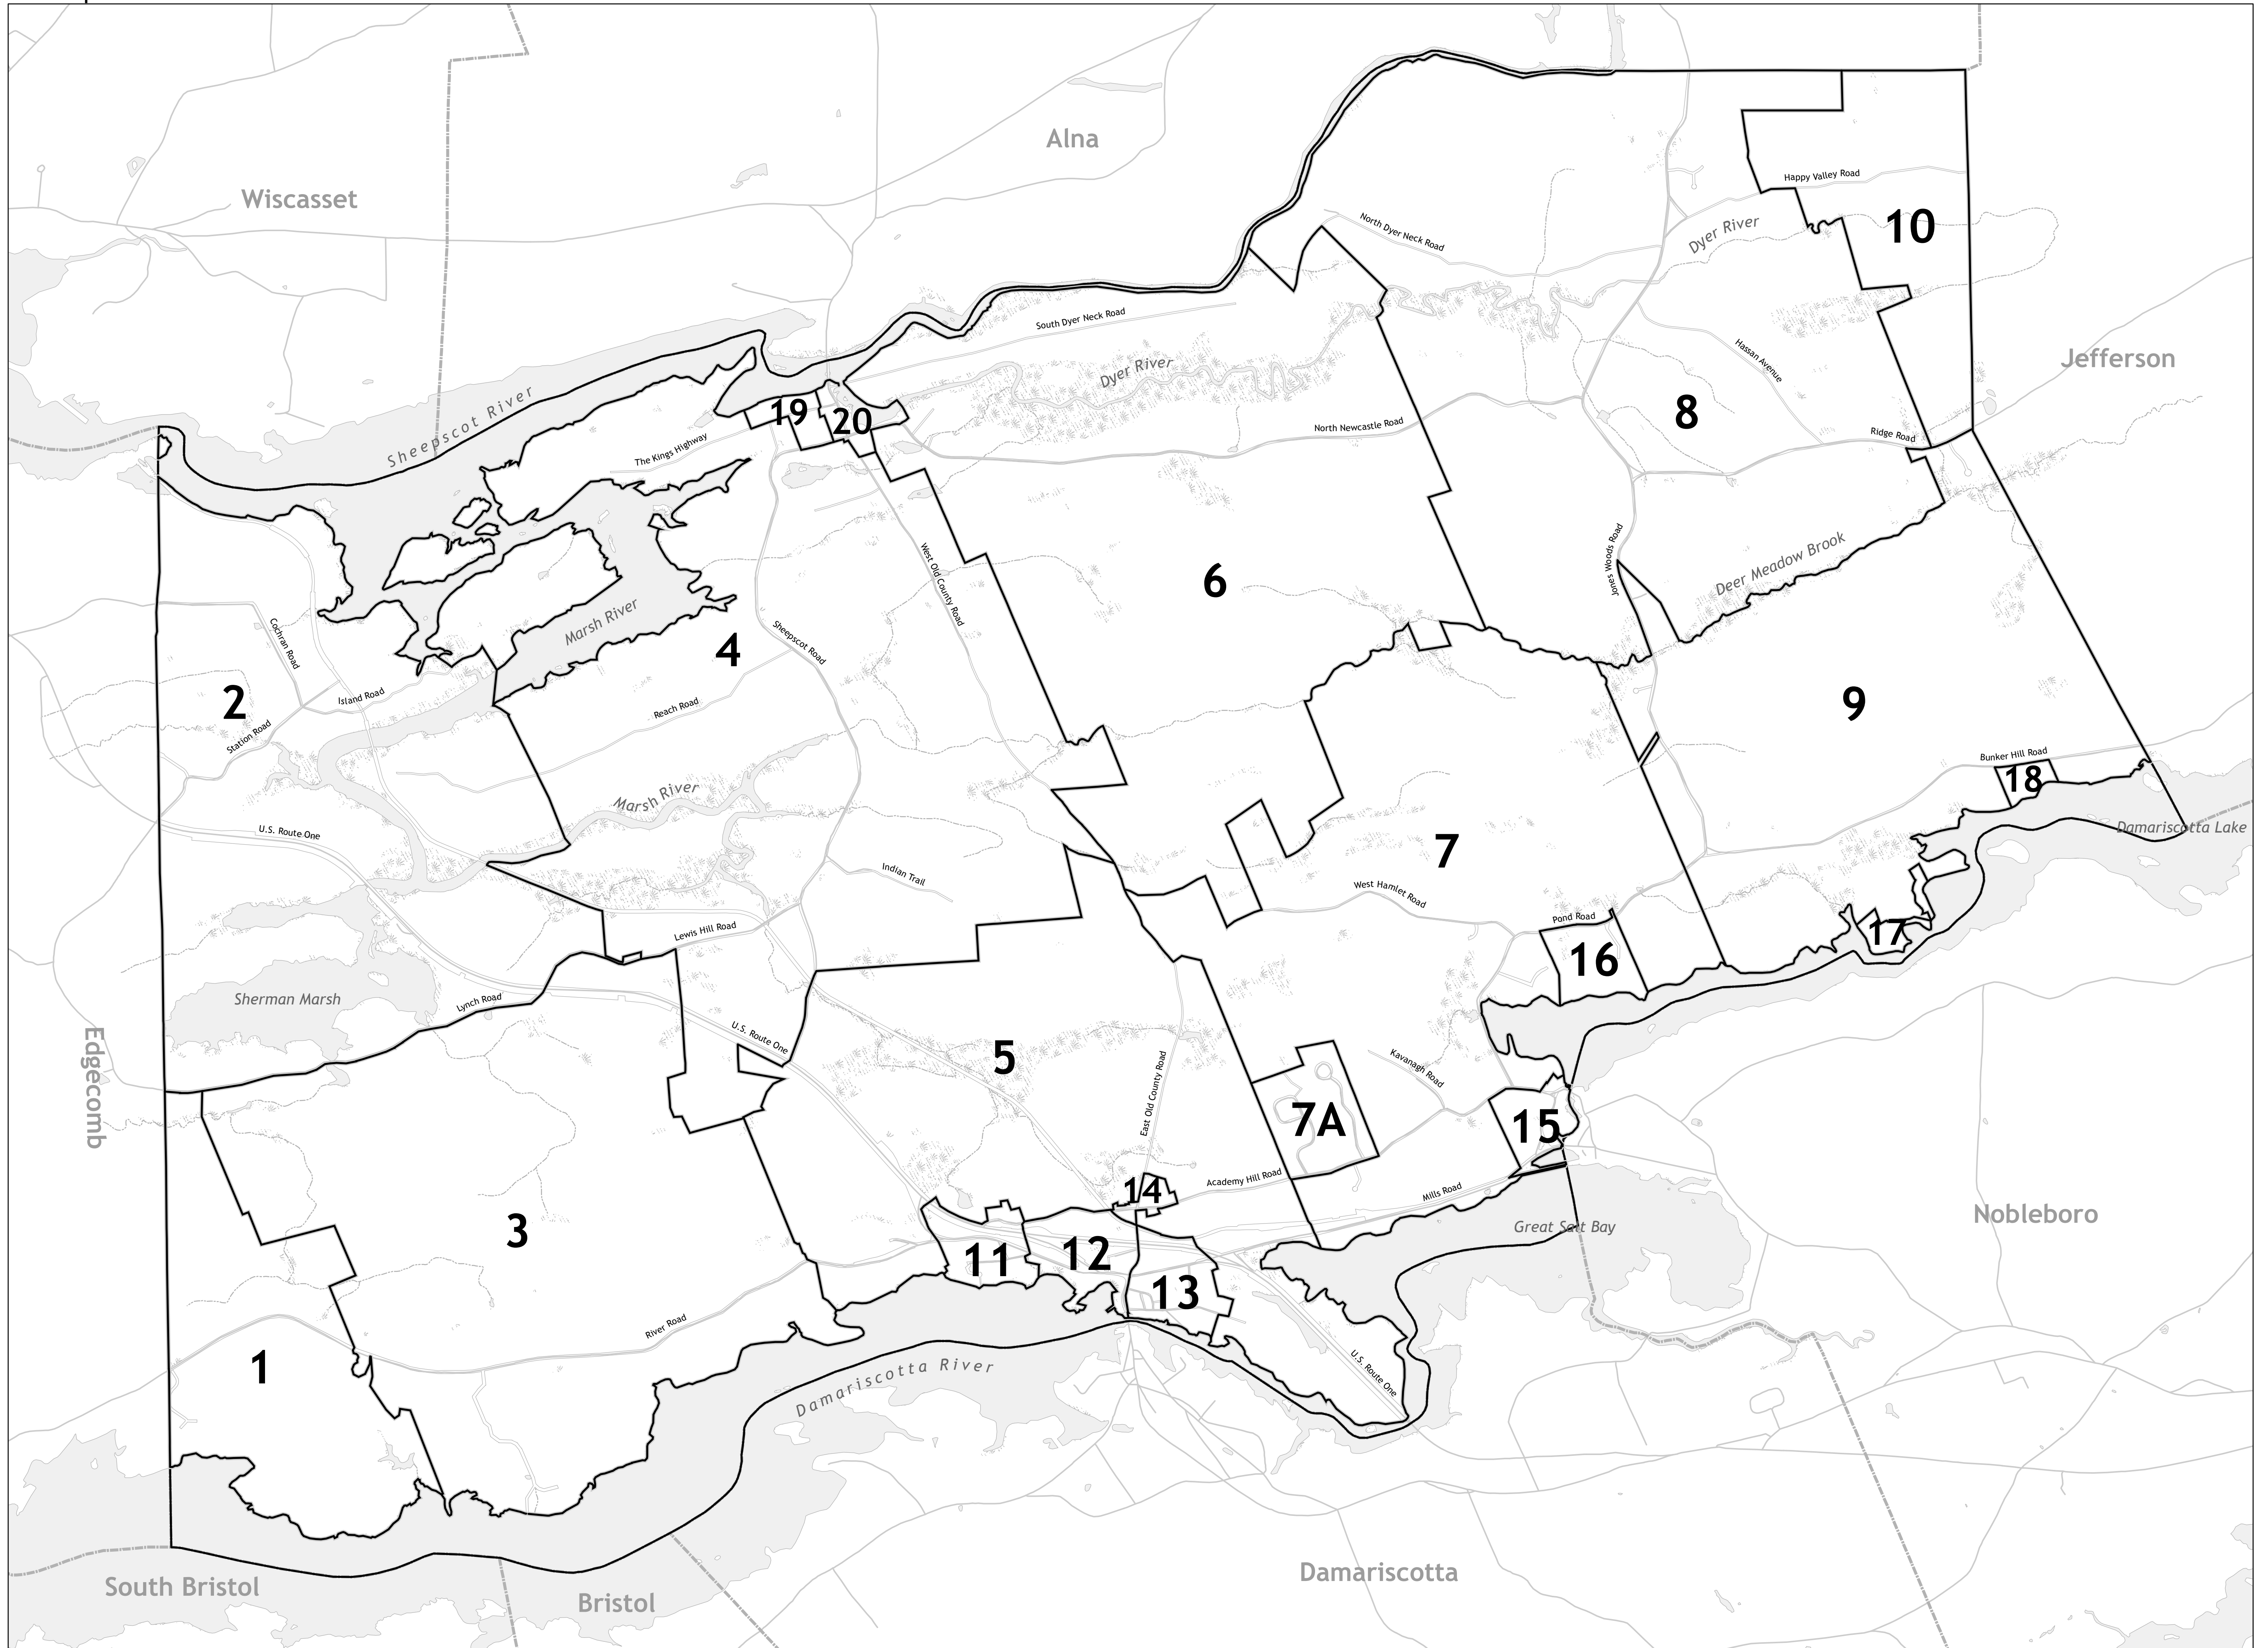 Alna
Wiscasset
Happy Valley Road
North Dyer Neck Road
Dyer River
10
South Dyer Neck Road
Dyer River
Hassan Avenue
Jefferson
Sheepscot River
19
20
8
The Kings Highway
North Newcastle Road
Ridge Road
West Old County Road
6
Jones Woods Road
Deer Meadow Brook
Cochran Road
Marsh River
4
Sheepscot Road
2
Island Road
Station Road
Reach Road
9
Bunker Hill Road
18
Marsh River
U.S. Route One
Damariscotta Lake
7
Indian Trail
West Hamlet Road
Pond Road
17
Lewis Hill Road
16
Sherman Marsh
Lynch Road
U.S. Route One
Edgecomb
5
East Old County Road
Kavanagh Road
7A
15
14
Academy Hill Road
Mills Road
3
Great Salt Bay
Nobleboro
11
12
13
River Road
1
Damariscotta River
U.S. Route One
South Bristol
Bristol
Damariscotta